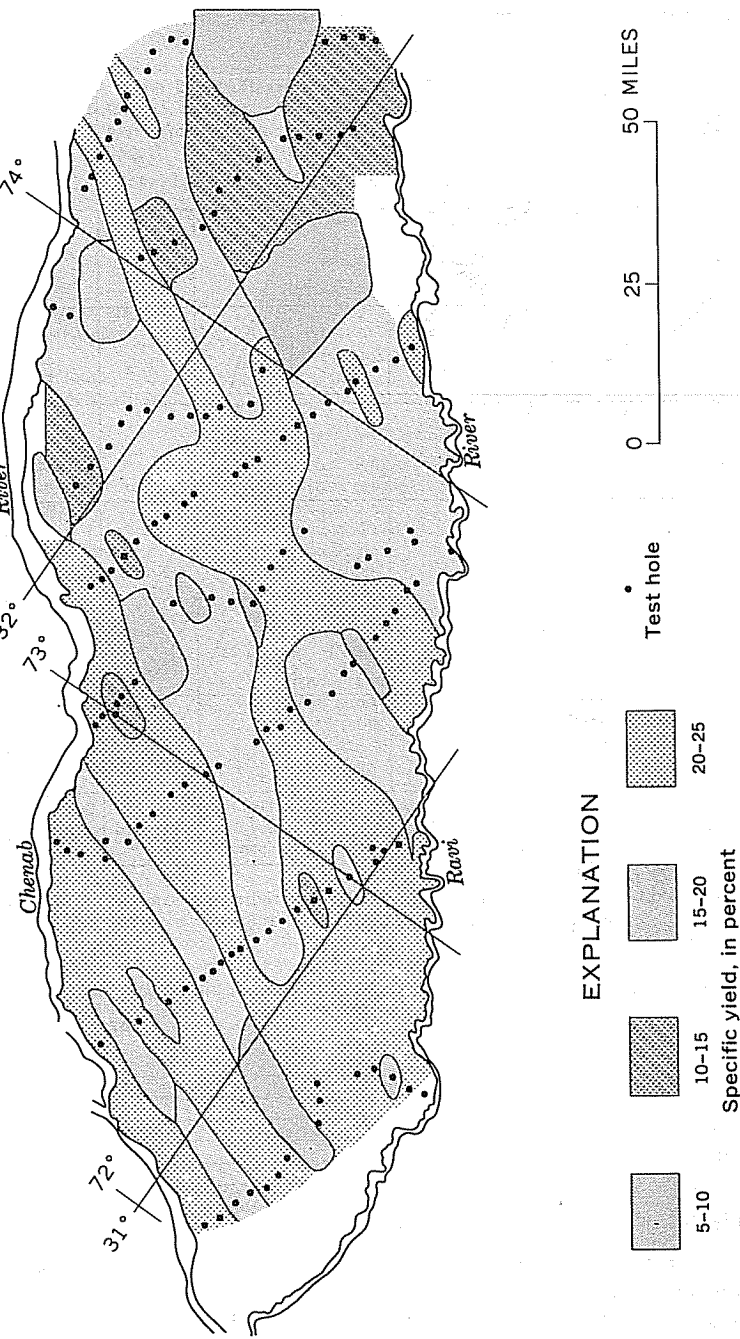 Chenab
River
72°
31°
73°
32°
74°
Ravi
River
EXPLANATION
5-10
10-15
15-20
20-25
Specific yield, in percent
Test hole
0
25
50 MILES